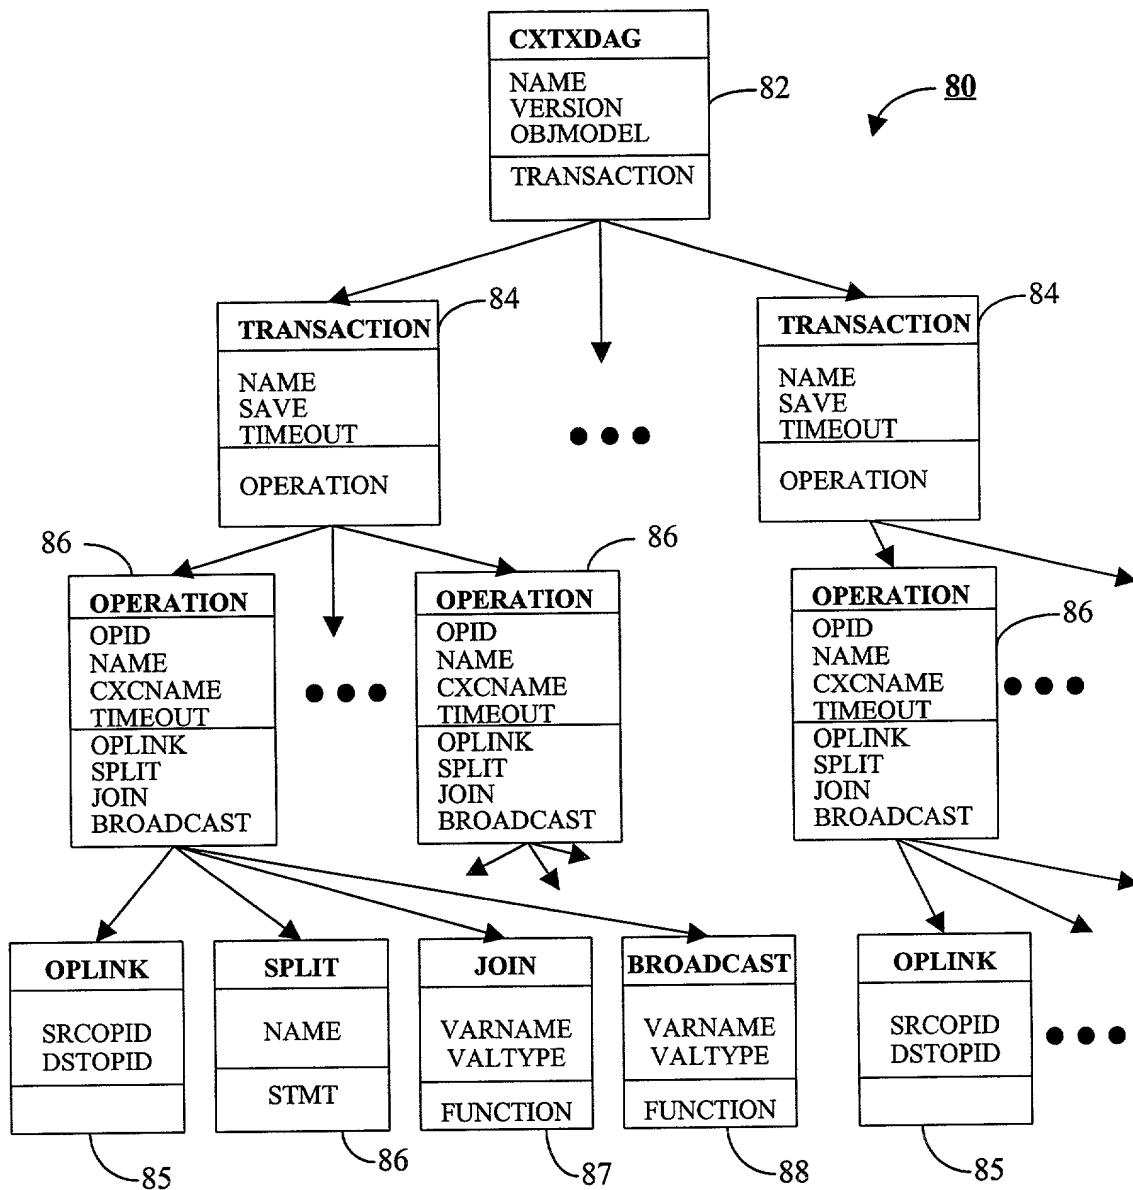 CXTXDAG
NAME
VERSION
OBJMODEL
TRANSACTION
82
80
84
TRANSACTION
NAME
SAVE
TIMEOUT
OPERATION
84
TRANSACTION
NAME
SAVE
TIMEOUT
OPERATION
86
OPERATION
OPID
NAME
CXCNAME
TIMEOUT
OPLINK
SPLIT
JOIN
BROADCAST
86
OPERATION
OPID
NAME
CXCNAME
TIMEOUT
OPLINK
SPLIT
JOIN
BROADCAST
86
OPERATION
OPID
NAME
CXCNAME
TIMEOUT
OPLINK
SPLIT
JOIN
BROADCAST
OPLINK
SRCOPID
DSTOPID
85
SPLIT
NAME
STMT
86
JOIN
VARNAME
VALTYPE
FUNCTION
87
BROADCAST
VARNAME
VALTYPE
FUNCTION
88
OPLINK
SRCOPID
DSTOPID
85